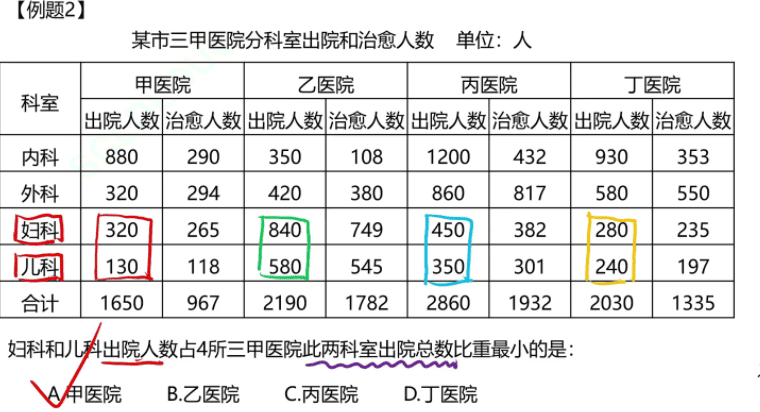 【例题2】
某市三甲医院分科室出院和治愈人数 单位：人
科室 甲医院 乙医院 丙医院 丁医院
出院人数 治愈人数 出院人数 治愈人数 出院人数 治愈人数 出院人数 治愈人数
内科 880 290 350 108 1200 432 930 353
外科 320 294 420 380 860 817 580 550
妇科 320 265 840 749 450 382 280 235
儿科 130 118 580 545 350 301 240 197
合计 1650 967 2190 1782 2860 1932 2030 1335
妇科和儿科出院人数占4所三甲医院此两科室出院总数比重最小的是：
A.甲医院 B.乙医院 C.丙医院 D.丁医院